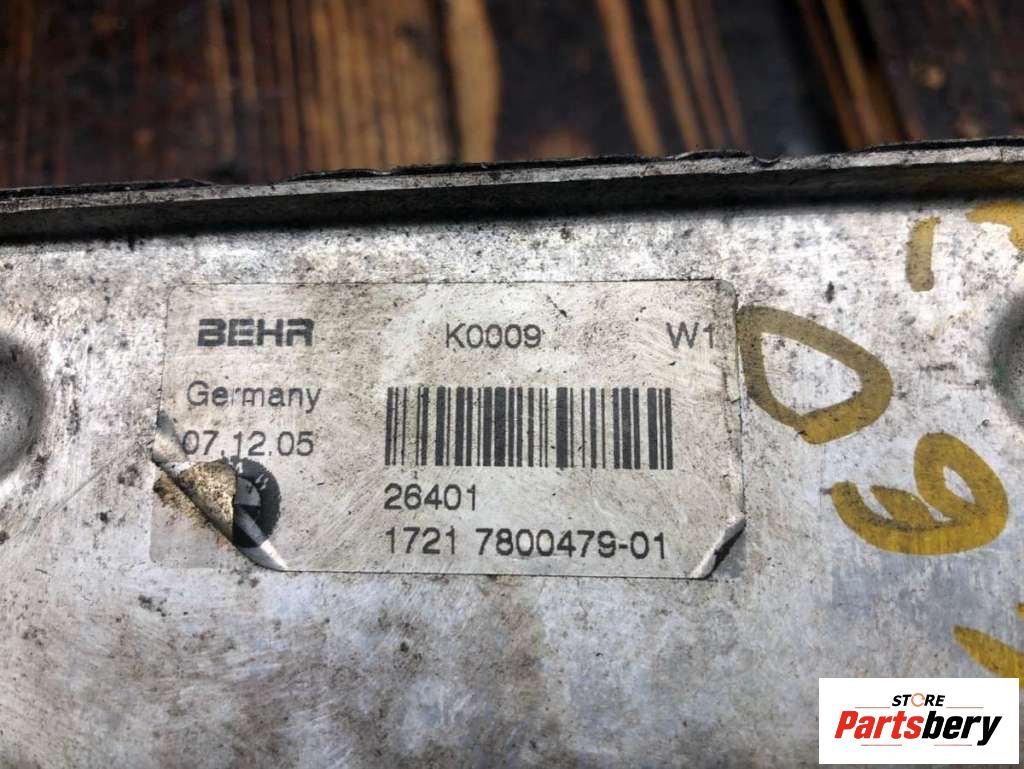 BEHR K0009 W1
Germany
07.12.05
26401
1721 7800479-01
STORE
Partsbery